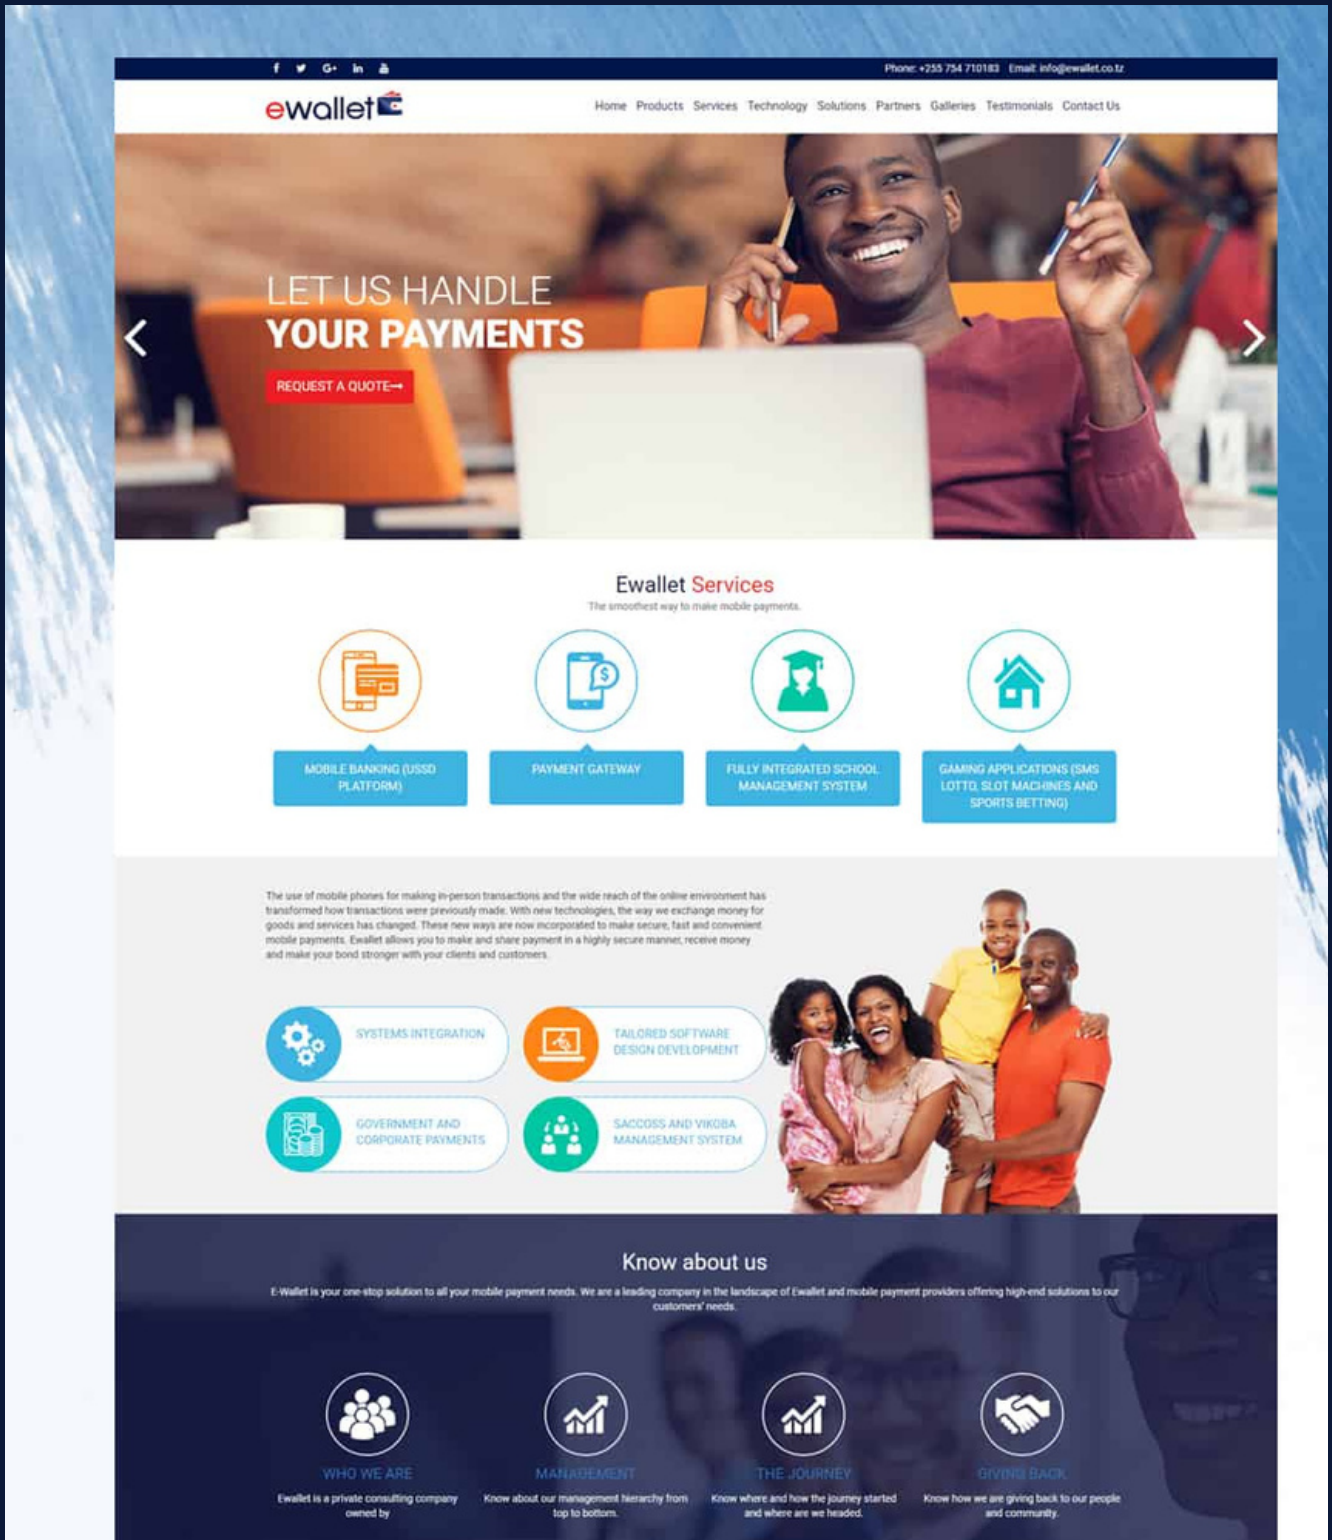 Phone: +255 754 710183 Email: info@ewallet.co.tz
ewallet
Home Products Services Technology Solutions Partners Galleries Testimonials Contact Us
LET US HANDLE
YOUR PAYMENTS
REQUEST A QUOTE→
Ewallet Services
The smoothest way to make mobile payments.
MOBILE BANKING (USSD
PLATFORM)
PAYMENT GATEWAY
FULLY INTEGRATED SCHOOL
MANAGEMENT SYSTEM
GAMING APPLICATIONS (SMS
LOTTO, SLOT MACHINES AND
SPORTS BETTING)
The use of mobile phones for making in-person transactions and the wide reach of the online environment has
transformed how transactions were previously made. With new technologies, the way we exchange money for
goods and services has changed. These new ways are now incorporated to make secure, fast and convenient
mobile payments. Ewallet allows you to make and share payment in a highly secure manner, receive money
and make your bond stronger with your clients and customers.
SYSTEMS INTEGRATION
TAILORED SOFTWARE
DESIGN DEVELOPMENT
GOVERNMENT AND
CORPORATE PAYMENTS
SACCOSS AND VIKOBA
MANAGEMENT SYSTEM
Know about us
E-Wallet is your one-stop solution to all your mobile payment needs. We are a leading company in the landscape of Ewallet and mobile payment providers offering high-end solutions to our
customers' needs.
WHO WE ARE
Ewallet is a private consulting company
owned by
MANAGEMENT
Know about our management hierarchy from
top to bottom.
THE JOURNEY
Know where and how the journey started
and where are we headed.
GIVING BACK
Know how we are giving back to our people
and community.